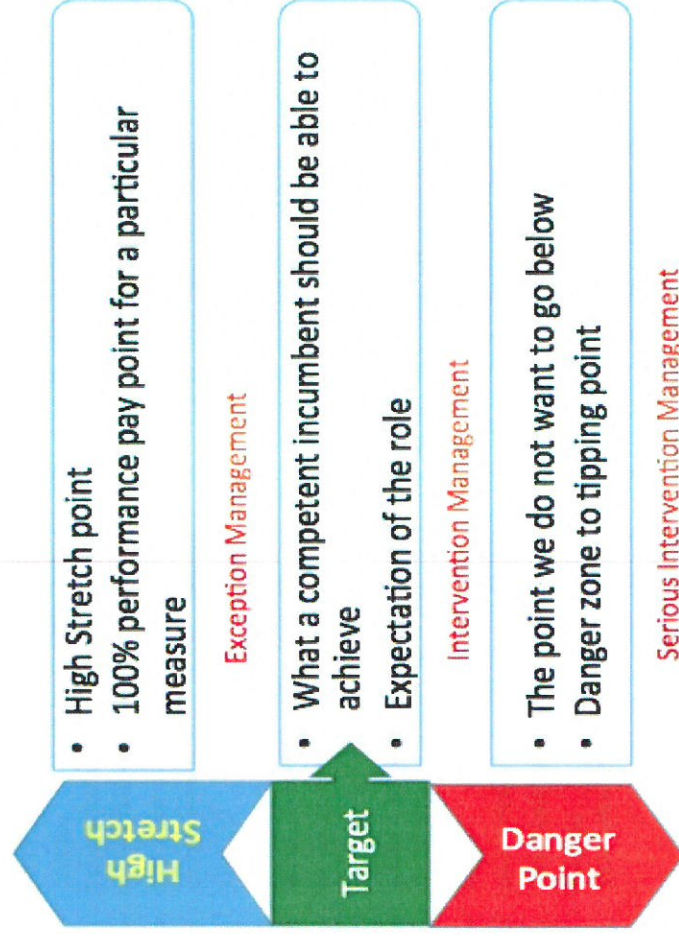 High
Stretch
• High Stretch point
• 100% performance pay point for a particular
measure
Exception Management
Target
• What a competent incumbent should be able to
achieve
• Expectation of the role
Intervention Management
Danger
Point
• The point we do not want to go below
• Danger zone to tipping point
Serious Intervention Management